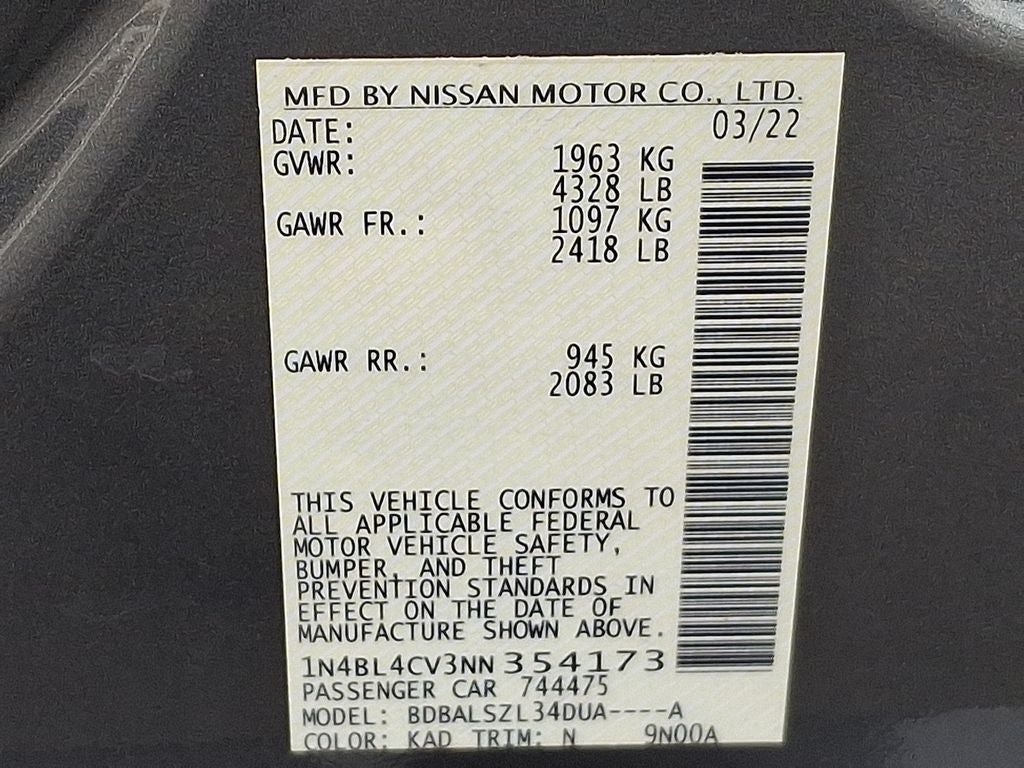 MFD BY NISSAN MOTOR CO., LTD.
DATE: 03/22
GVWR: 1963 KG
4328 LB
GAWR FR.: 1097 KG
2418 LB
GAWR RR.: 945 KG
2083 LB
THIS VEHICLE CONFORMS TO
ALL APPLICABLE FEDERAL
MOTOR VEHICLE SAFETY,
BUMPER, AND THEFT
PREVENTION STANDARDS IN
EFFECT ON THE DATE OF
MANUFACTURE SHOWN ABOVE.
1N4BL4CV3NN354173
PASSENGER CAR 744475
MODEL: BDBALSZL34DUA----A
COLOR: KAD TRIM: N 9N00A